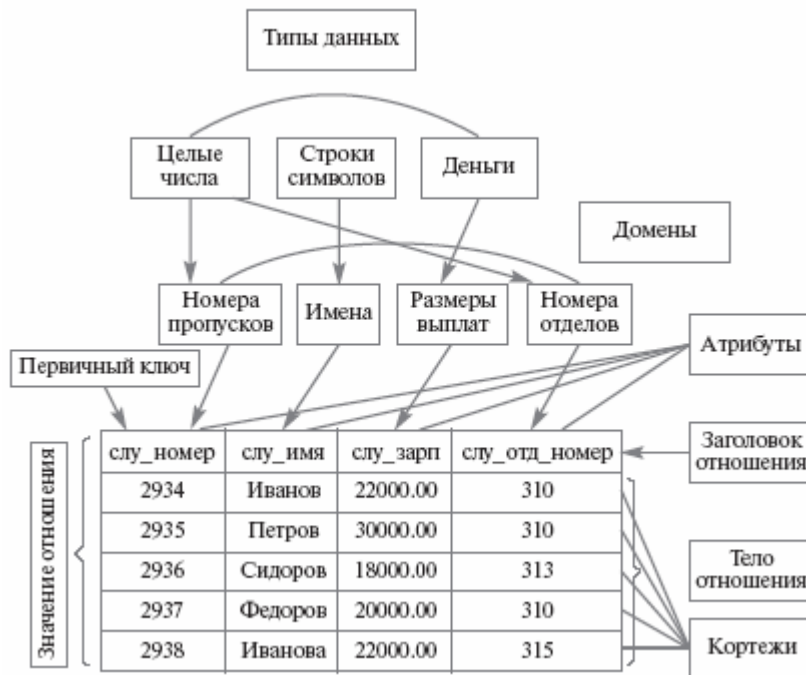 Типы данных
Целые
числа
Строки
символов
Деньги
Домены
Номера
пропусков
Имена
Размеры
выплат
Номера
отделов
Атрибуты
Первичный ключ
Заголовок
отношения
Значение отношения
слу_номер слу_имя слу_зарп слу_отд_номер
2934 Иванов 22000.00 310
2935 Петров 30000.00 310
2936 Сидоров 18000.00 313
2937 Федоров 20000.00 310
2938 Иванова 22000.00 315
Тело
отношения
Кортежи